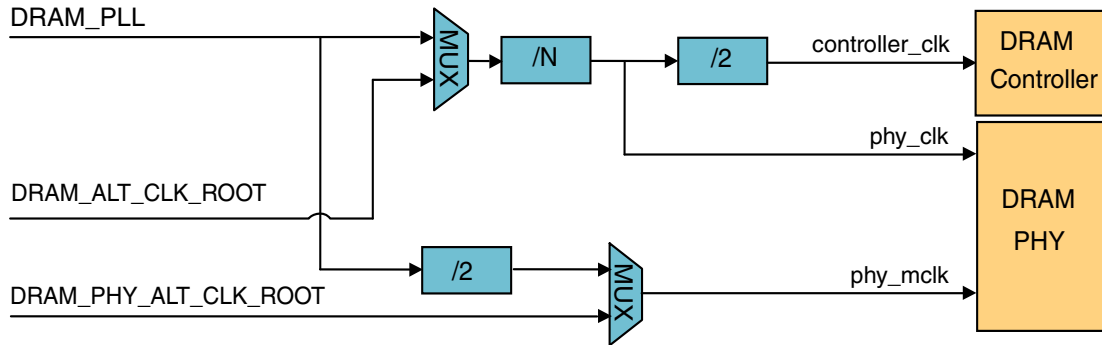 DRAM_PLL
MUX
/N
/2
controller_clk
DRAM
Controller
phy_clk
DRAM_ALT_CLK_ROOT
DRAM
PHY
/2
MUX
phy_mclk
DRAM_PHY_ALT_CLK_ROOT